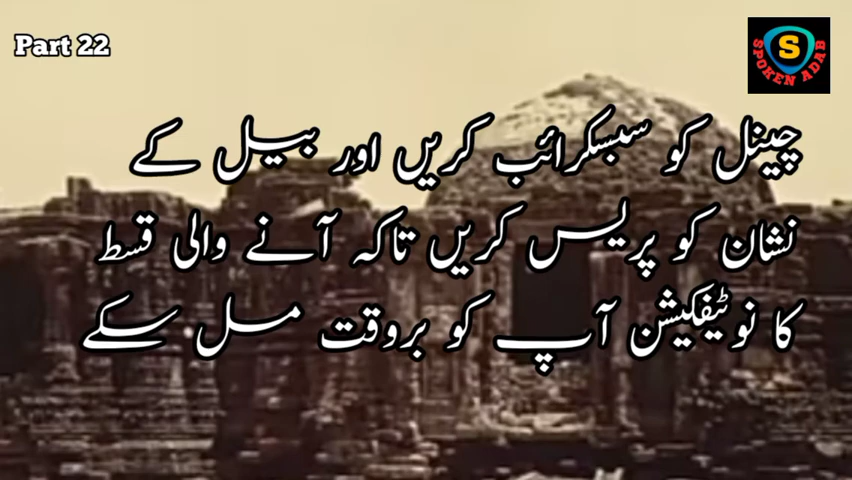 Part 22
S
SPOKEN ADAB
چینل کو سبسکرائب کریں اور بیل کے
نشان کو پریس کریں تاکہ آنے والی قسط
کا نوٹیفکیشن آپ کو بروقت مل سکے